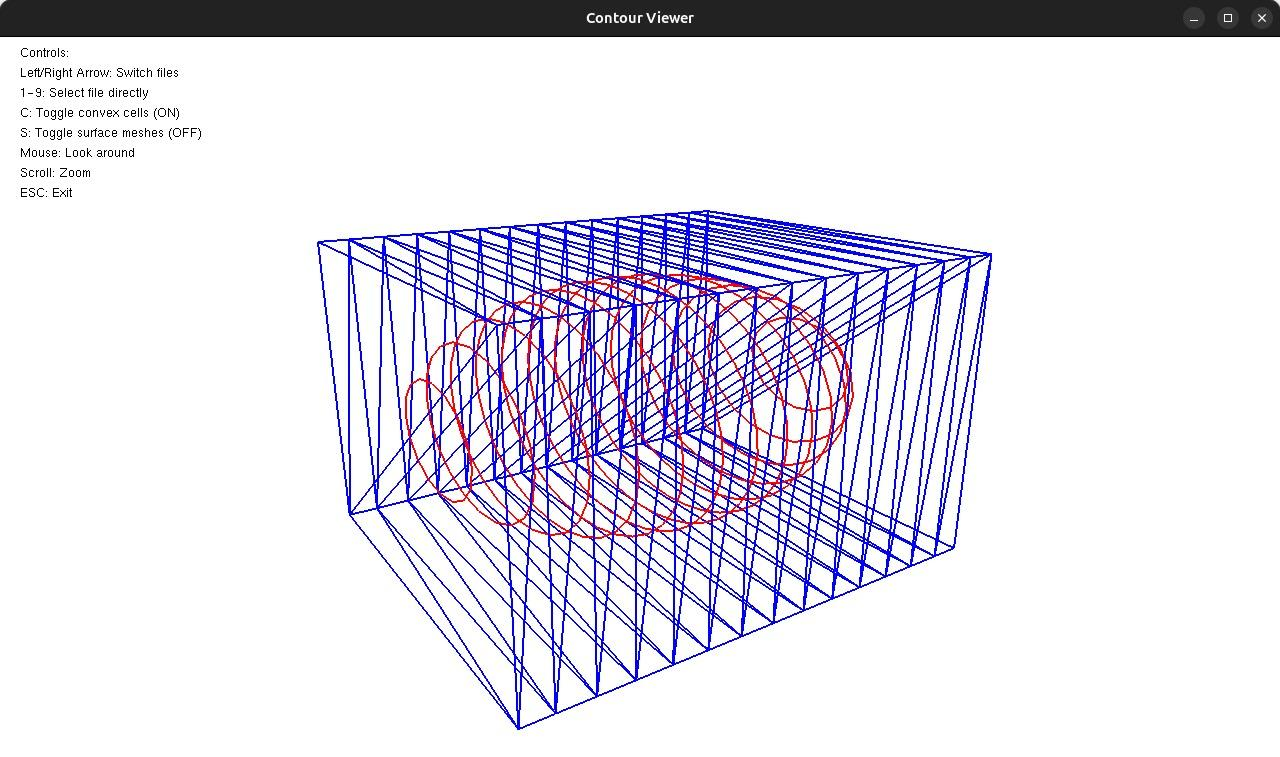 Contour Viewer
Controls:
Left/Right Arrow: Switch files
1-9: Select file directly
C: Toggle convex cells (ON)
S: Toggle surface meshes (OFF)
Mouse: Look around
Scroll: Zoom
ESC: Exit